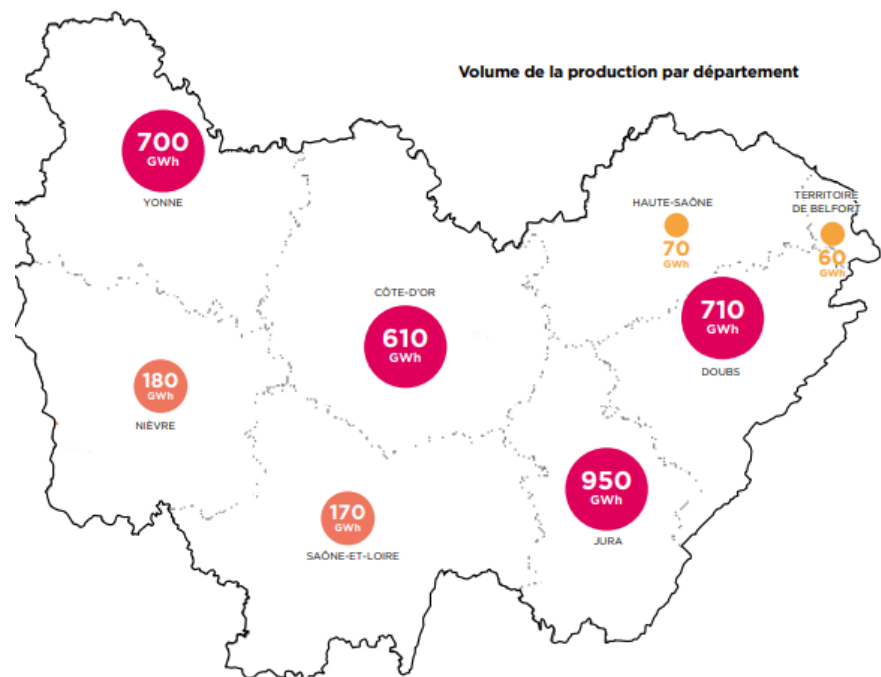 Volume de la production par département
700
GWh
YONNE
HAUTE-SAÔNE
70
GWh
TERRITOIRE
DE BELFORT
60
GWh
CÔTE-D'OR
610
GWh
710
GWh
DOUBS
180
GWh
NIÈVRE
950
GWh
JURA
170
GWh
SAÔNE-ET-LOIRE